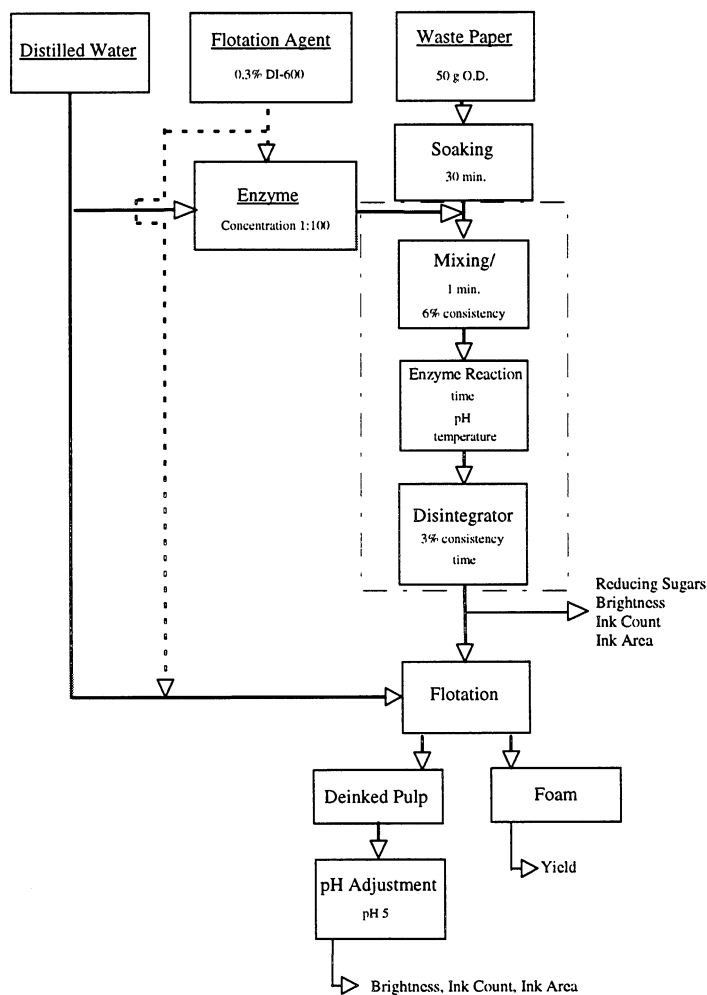 Distilled Water
Flotation Agent
0.3% DI-600
Waste Paper
50 g O.D.
Soaking
30 min.
Enzyme
Concentration 1:100
Mixing/
1 min.
6% consistency
Enzyme Reaction
time
pH
temperature
Disintegrator
3% consistency
time
Reducing Sugars
Brightness
Ink Count
Ink Area
Flotation
Deinked Pulp
Foam
Yield
pH Adjustment
pH 5
Brightness, Ink Count, Ink Area